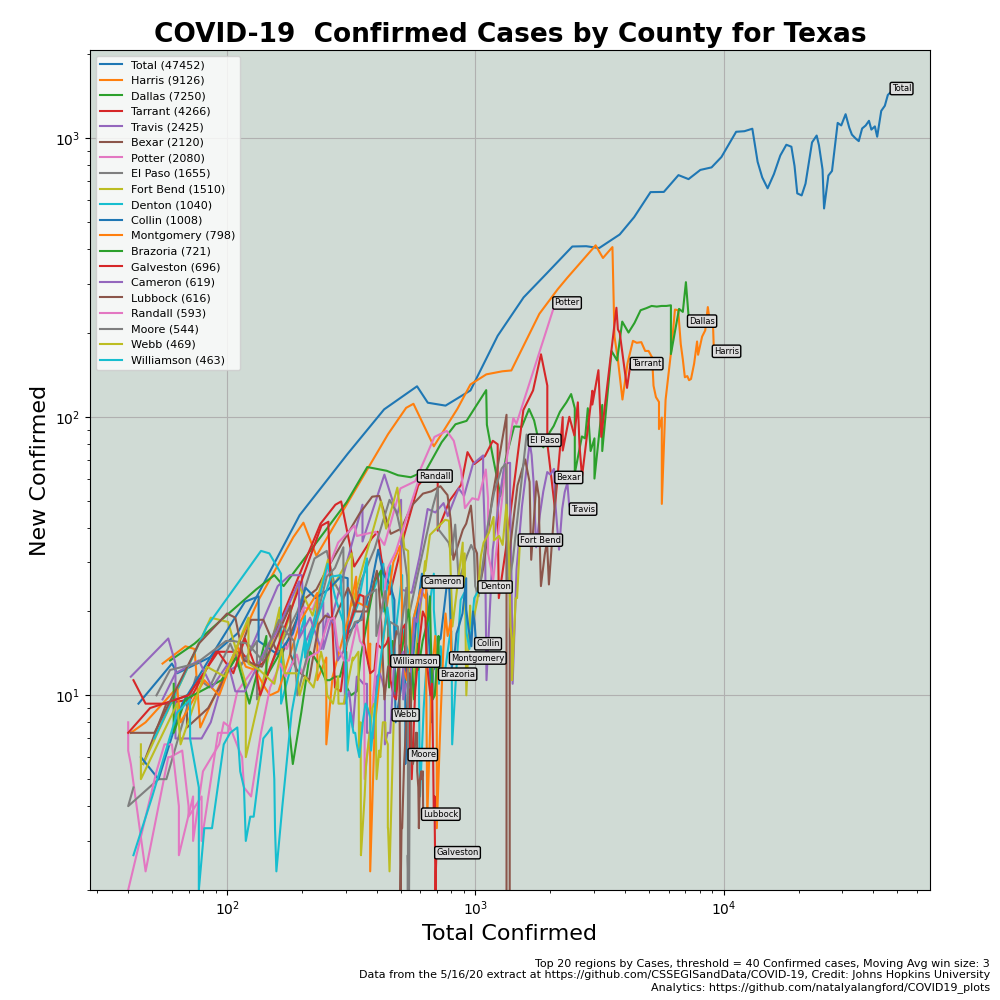 COVID-19  Confirmed Cases by County for Texas
Total (47452)
Harris (9126)
Dallas (7250)
Tarrant (4266)
Travis (2425)
Bexar (2120)
Potter (2080)
El Paso (1655)
Fort Bend (1510)
Denton (1040)
Collin (1008)
Montgomery (798)
Brazoria (721)
Galveston (696)
Cameron (619)
Lubbock (616)
Randall (593)
Moore (544)
Webb (469)
Williamson (463)
Total
Potter
Dallas
Harris
Tarrant
El Paso
Randall
Bexar
Travis
Fort Bend
Cameron
Denton
Collin
Montgomery
Williamson
Brazoria
Webb
Moore
Lubbock
Galveston
10³
10²
10¹
New Confirmed
10² 10³ 10⁴
Total Confirmed
Top 20 regions by Cases, threshold = 40 Confirmed cases, Moving Avg win size: 3
Data from the 5/16/20 extract at https://github.com/CSSEGISandData/COVID-19, Credit: Johns Hopkins University
Analytics: https://github.com/natalyalangford/COVID19_plots